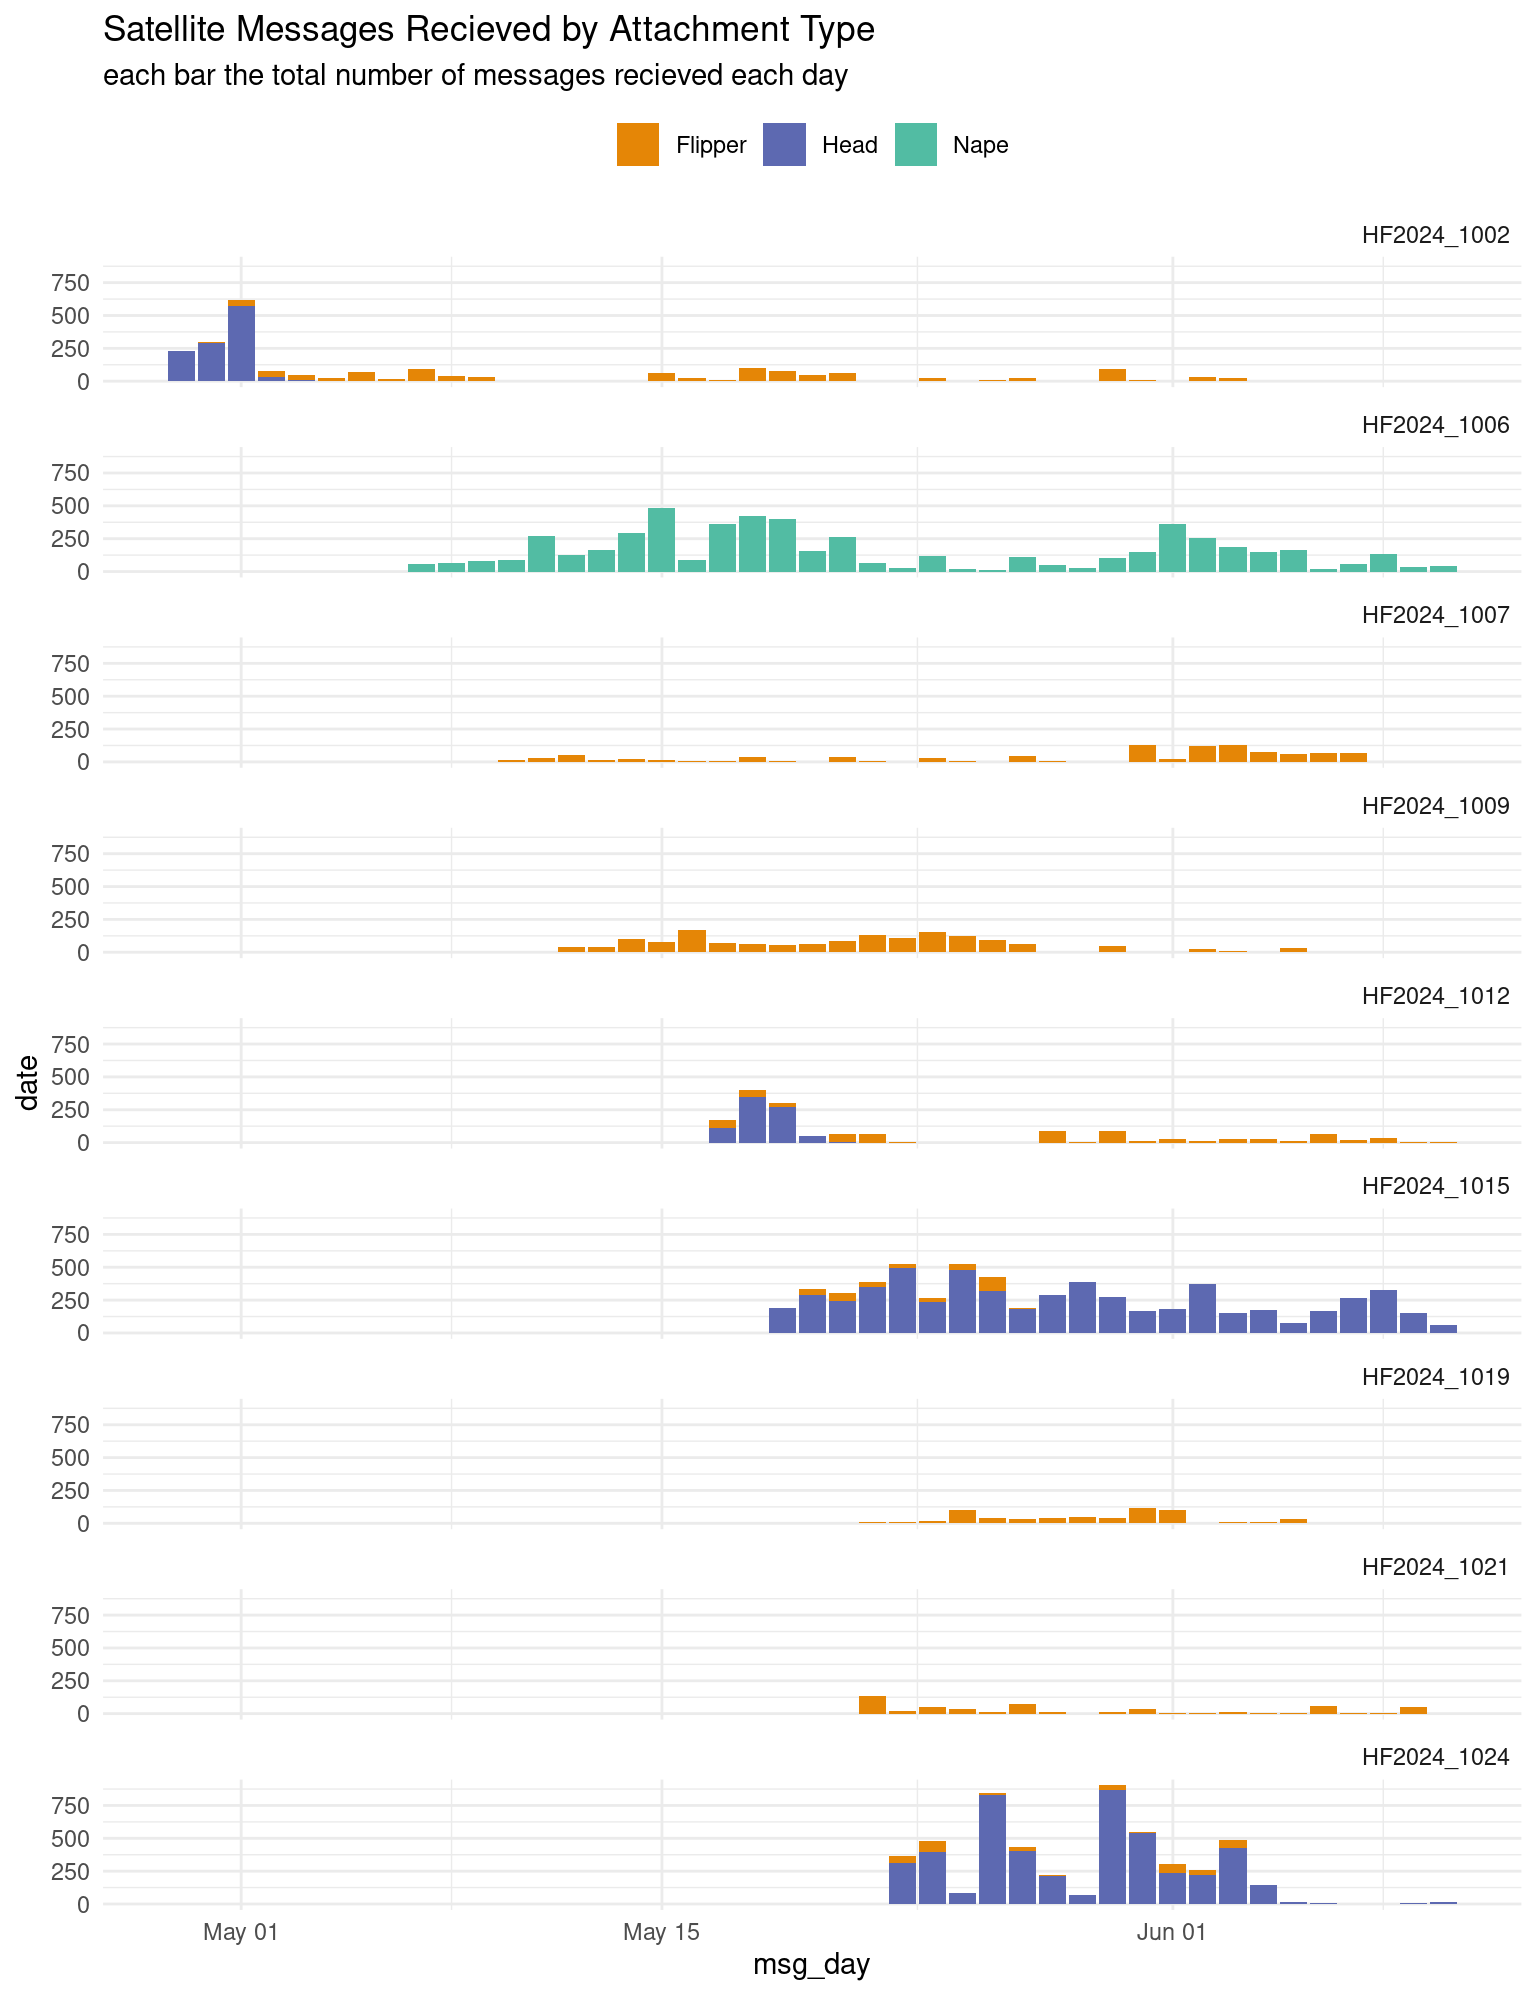 Satellite Messages Recieved by Attachment Type
each bar the total number of messages recieved each day
Flipper Head Nape
HF2024_1002
750
500
250
0
HF2024_1006
750
500
250
0
HF2024_1007
750
500
250
0
HF2024_1009
750
500
250
0
HF2024_1012
750
500
250
0
date
HF2024_1015
750
500
250
0
HF2024_1019
750
500
250
0
HF2024_1021
750
500
250
0
HF2024_1024
750
500
250
0
May 01 May 15 Jun 01
msg_day